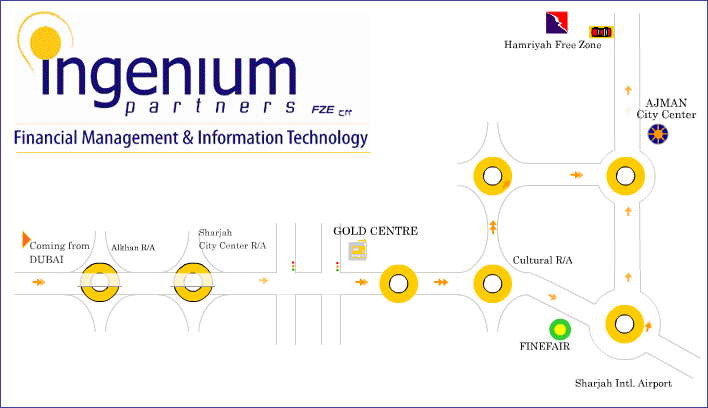 ingenium
partners FZE
Financial Management & Information Technology
Hamriyah Free Zone
AJMAN
City Center
Coming from
DUBAI
Alkhan R/A
Sharjah
City Center R/A
GOLD CENTRE
Cultural R/A
FINEFAIR
Sharjah Intl. Airport